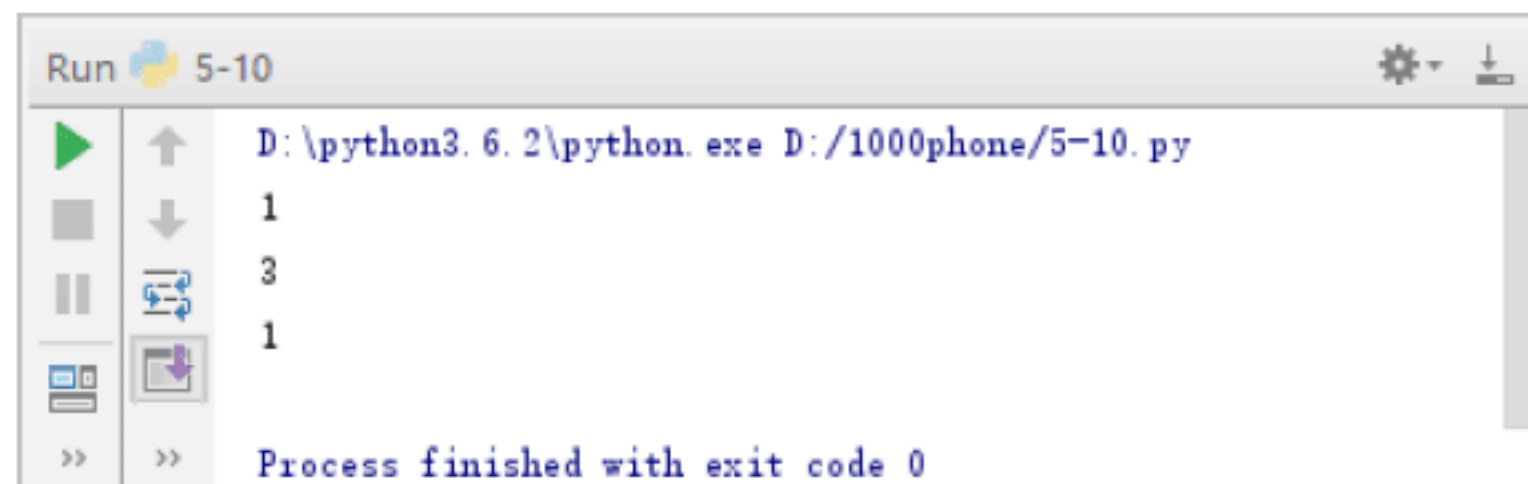 Run 5-10
D:\python3.6.2\python.exe D:/1000phone/5-10.py
1
3
1
Process finished with exit code 0